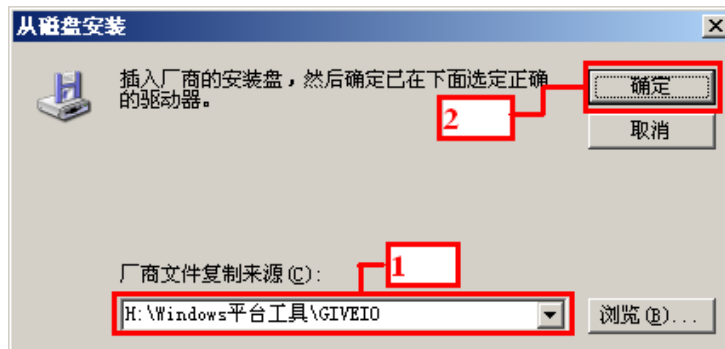 从磁盘安装
插入厂商的安装盘，然后确定已在下面选定正确
的驱动器。
确定
2
取消
厂商文件复制来源(C):
1
H:\Windows平台工具\GIVEIO
浏览(B)...